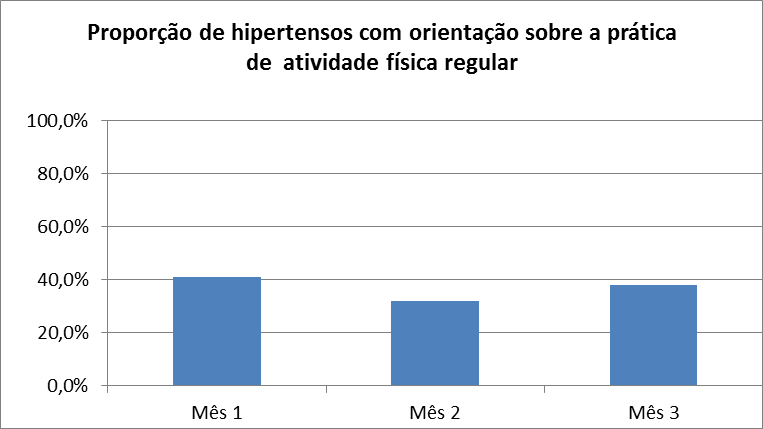 Proporção de hipertensos com orientação sobre a prática
de atividade física regular
100,0%
80,0%
60,0%
40,0%
20,0%
0,0%
Mês 1
Mês 2
Mês 3